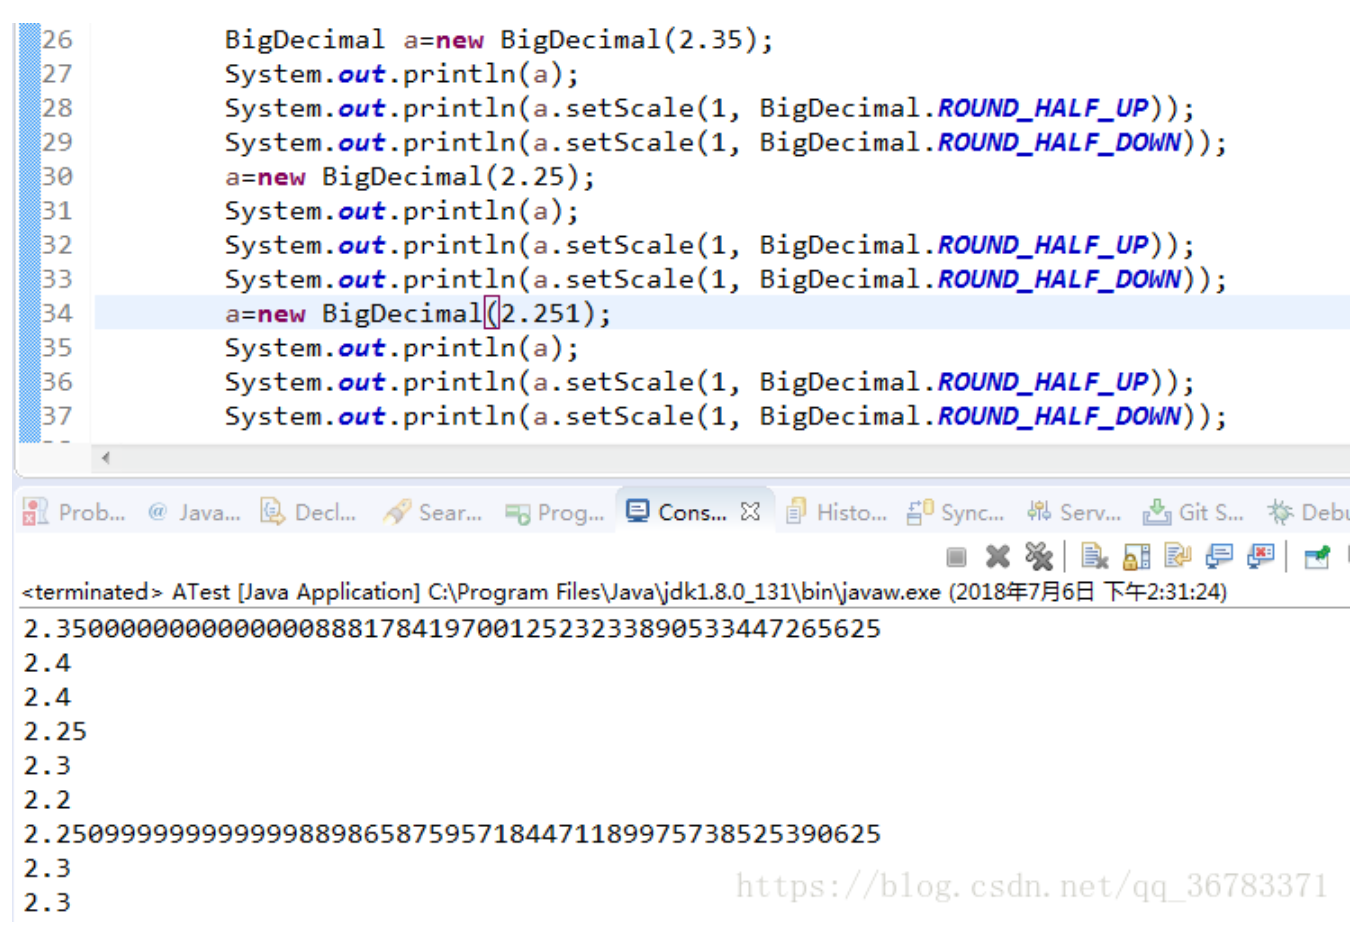 26 BigDecimal a=new BigDecimal(2.35);
27 System.out.println(a);
28 System.out.println(a.setScale(1, BigDecimal.ROUND_HALF_UP));
29 System.out.println(a.setScale(1, BigDecimal.ROUND_HALF_DOWN));
30 a=new BigDecimal(2.25);
31 System.out.println(a);
32 System.out.println(a.setScale(1, BigDecimal.ROUND_HALF_UP));
33 System.out.println(a.setScale(1, BigDecimal.ROUND_HALF_DOWN));
34 a=new BigDecimal(2.251);
35 System.out.println(a);
36 System.out.println(a.setScale(1, BigDecimal.ROUND_HALF_UP));
37 System.out.println(a.setScale(1, BigDecimal.ROUND_HALF_DOWN));
Prob... @ Java... Decl... Sear... Prog... Cons... Histo... Sync... Serv... Git S... Debu
<terminated> ATest [Java Application] C:\Program Files\Java\jdk1.8.0_131\bin\javaw.exe (2018年7月6日 下午2:31:24)
2.350000000000000088817841970012523233890533447265625
2.4
2.4
2.25
2.3
2.2
2.250999999999999889865875957184471189975738525390625
2.3
2.3
https://blog.csdn.net/qq_36783371